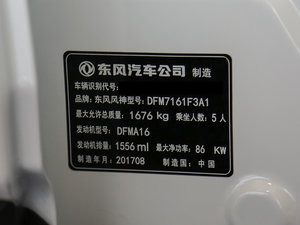 东风汽车公司 制造
车辆识别代号:
品牌:东风风神型号:DFM7161F3A1
最大允许总质量:1676 kg 乘坐人数:5 人
发动机型号:DFMA16
发动机排量:1556 ml 最大净功率:86 KW
制造年月:201708 制造国:中国